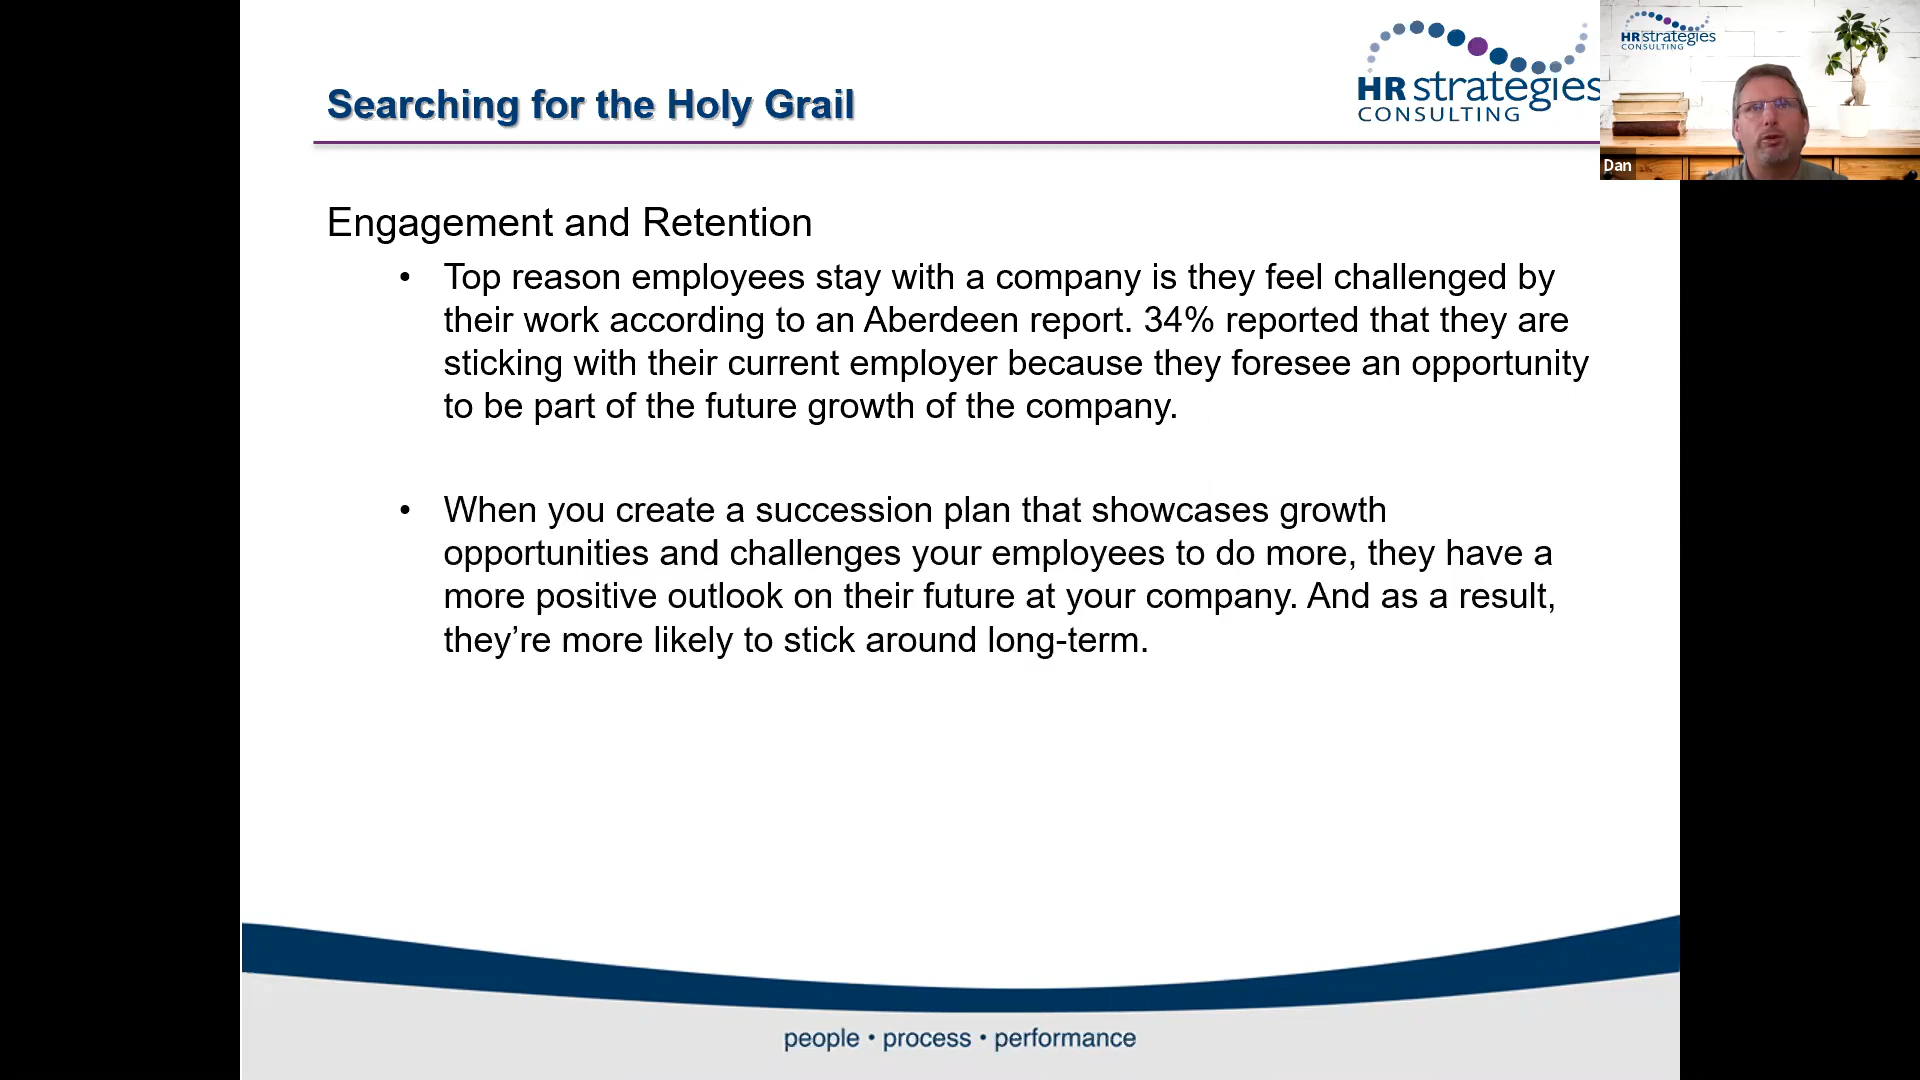 Searching for the Holy Grail
HR strategies
CONSULTING
HR strategies
CONSULTING
Dan
Engagement and Retention
• Top reason employees stay with a company is they feel challenged by
their work according to an Aberdeen report. 34% reported that they are
sticking with their current employer because they foresee an opportunity
to be part of the future growth of the company.
• When you create a succession plan that showcases growth
opportunities and challenges your employees to do more, they have a
more positive outlook on their future at your company. And as a result,
they’re more likely to stick around long-term.
people • process • performance